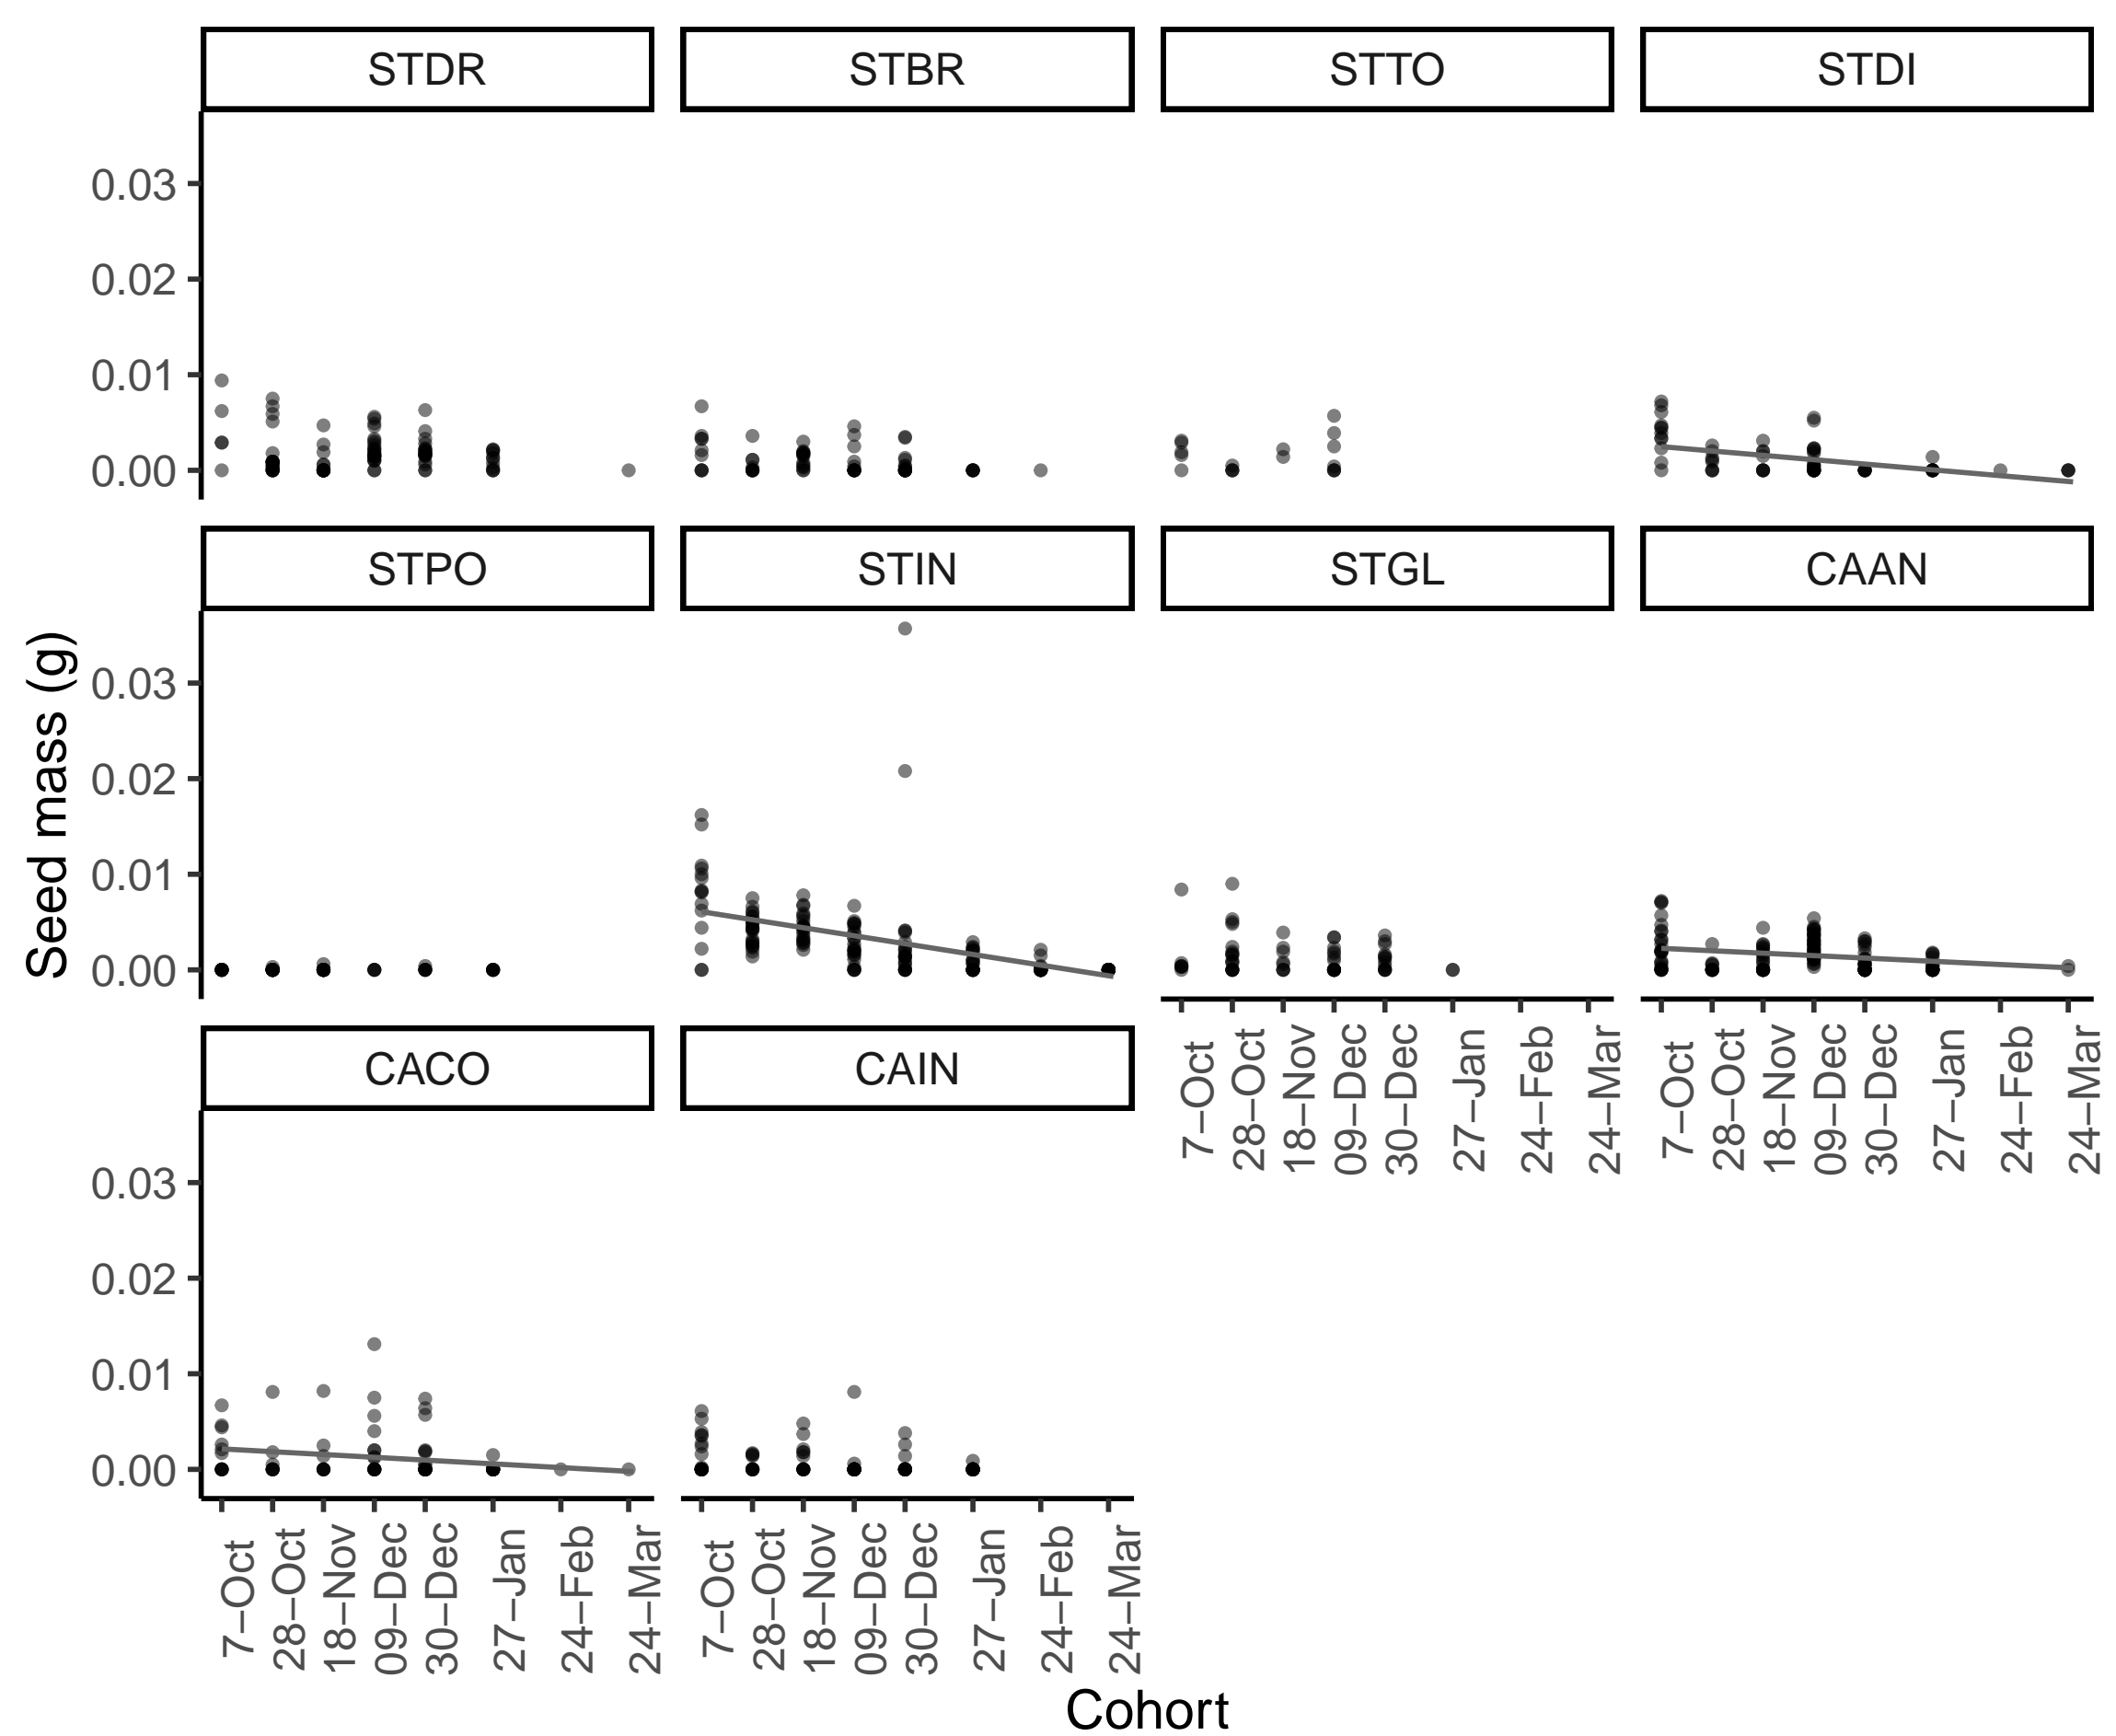 STDR STBR STTO STDI
0.03
0.02
0.01
0.00
STPO STIN STGL CAAN
Seed mass (g)
0.03
0.02
0.01
0.00
7–Oct 28–Oct 18–Nov 09–Dec 30–Dec 27–Jan 24–Feb 24–Mar 7–Oct 28–Oct 18–Nov 09–Dec 30–Dec 27–Jan 24–Feb 24–Mar
CACO CAIN
0.03
0.02
0.01
0.00
7–Oct 28–Oct 18–Nov 09–Dec 30–Dec 27–Jan 24–Feb 24–Mar 7–Oct 28–Oct 18–Nov 09–Dec 30–Dec 27–Jan 24–Feb 24–Mar
Cohort